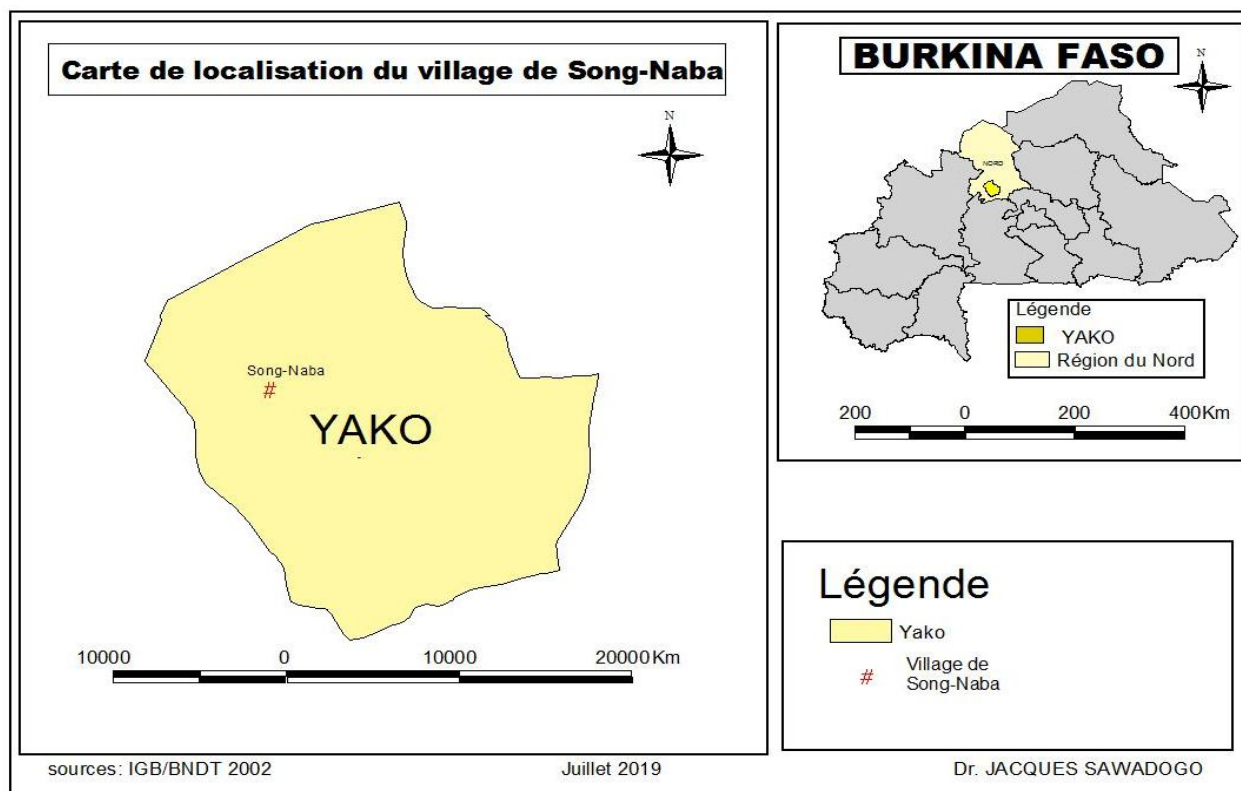 Carte de localisation du village de Song-Naba
N
Song-Naba
#
YAKO
10000 0 10000 20000Km
BURKINA FASO
N
NORD
Légende
YAKO
Région du Nord
200 0 200 400Km
Légende
Yako
# Village de
Song-Naba
sources: IGB/BNDT 2002 Juillet 2019 Dr. JACQUES SAWADOGO